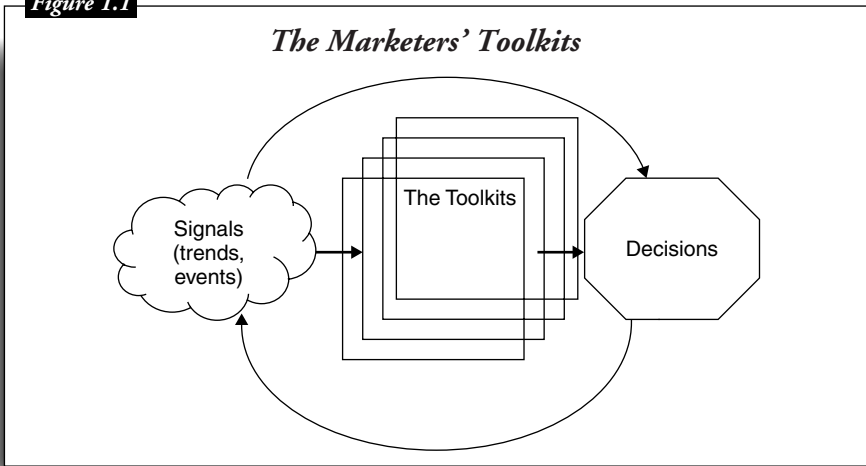 Figure 1.1
The Marketers’ Toolkits
The Toolkits
Signals
(trends,
events)
Decisions